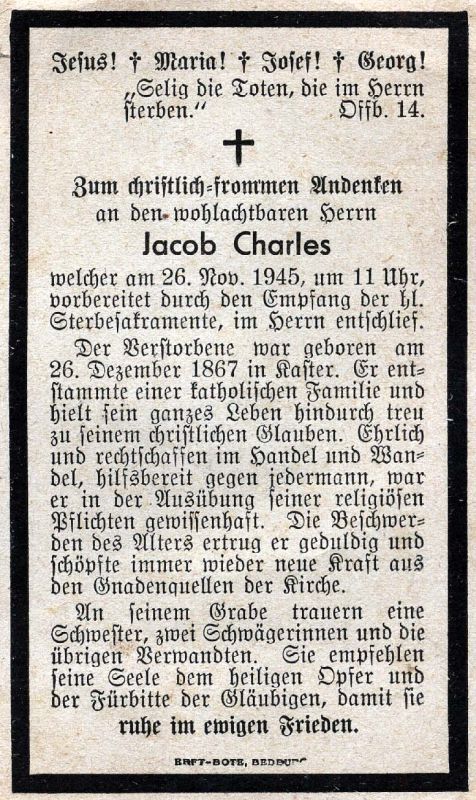 Jesus! † Maria! † Josef! † Georg!
„Selig die Toten, die im Herrn
sterben." Offb. 14.
Zum christlich-frommen Andenken
an den wohlachtbaren Herrn
Jacob Charles
welcher am 26. Nov. 1945, um 11 Uhr,
vorbereitet durch den Empfang der hl.
Sterbesakramente, im Herrn entschlief.
Der Verstorbene war geboren am
26. Dezember 1867 in Kaster. Er ent-
stammte einer katholischen Familie und
hielt sein ganzes Leben hindurch treu
zu seinem christlichen Glauben. Ehrlich
und rechtschaffen im Handel und Wan-
del, hilfsbereit gegen jedermann, war
er in der Ausübung seiner religiösen
Pflichten gewissenhaft. Die Beschwer-
den des Alters ertrug er geduldig und
schöpfte immer wieder neue Kraft aus
den Gnadenquellen der Kirche.
An seinem Grabe trauern eine
Schwester, zwei Schwägerinnen und die
übrigen Verwandten. Sie empfehlen
seine Seele dem heiligen Opfer und
der Fürbitte der Gläubigen, damit sie
ruhe im ewigen Frieden.
ERFT-BOTE, BEDBURG